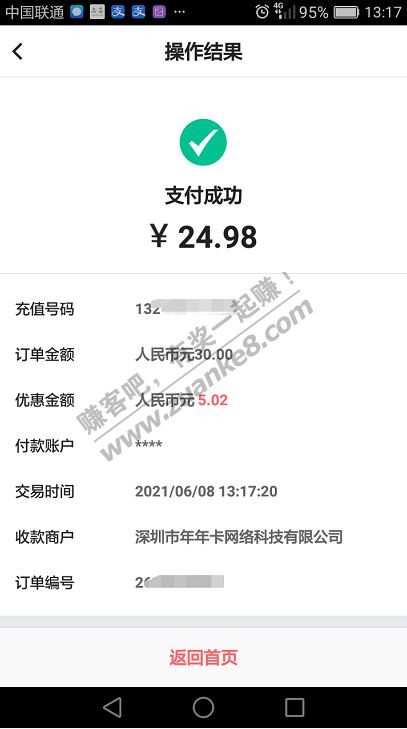 中国联通 ··· 4G 95% 13:17
操作结果
支付成功
¥ 24.98
充值号码 132
订单金额 人民币元30.00
优惠金额 人民币元 5.02
付款账户 ****
交易时间 2021/06/08 13:17:20
收款商户 深圳市年年卡网络科技有限公司
订单编号 2
返回首页
赚客吧，有奖一起赚！
www.zuanke8.com